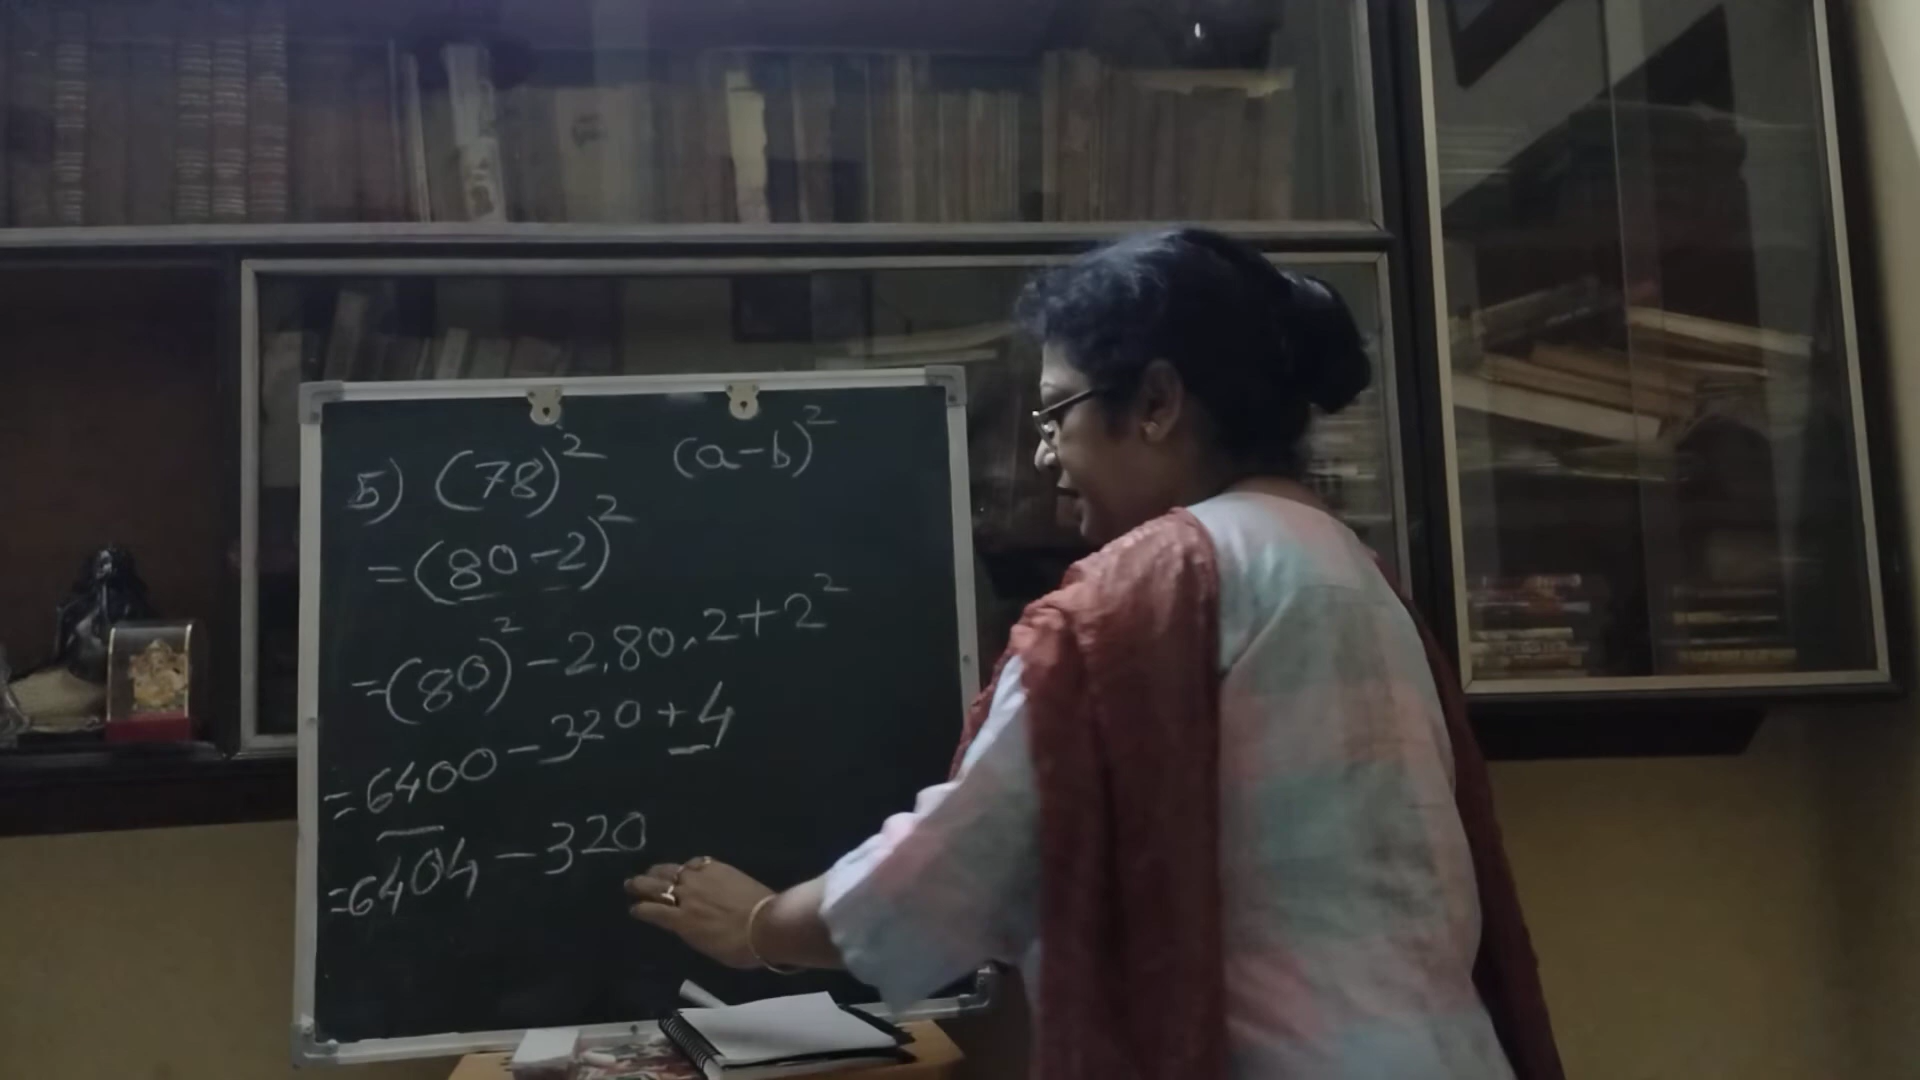 5) (78)² (a-b)²
= (80-2)²
= (80)² - 2.80.2 + 2²
= 6400 - 320 + 4
= 6404 - 320